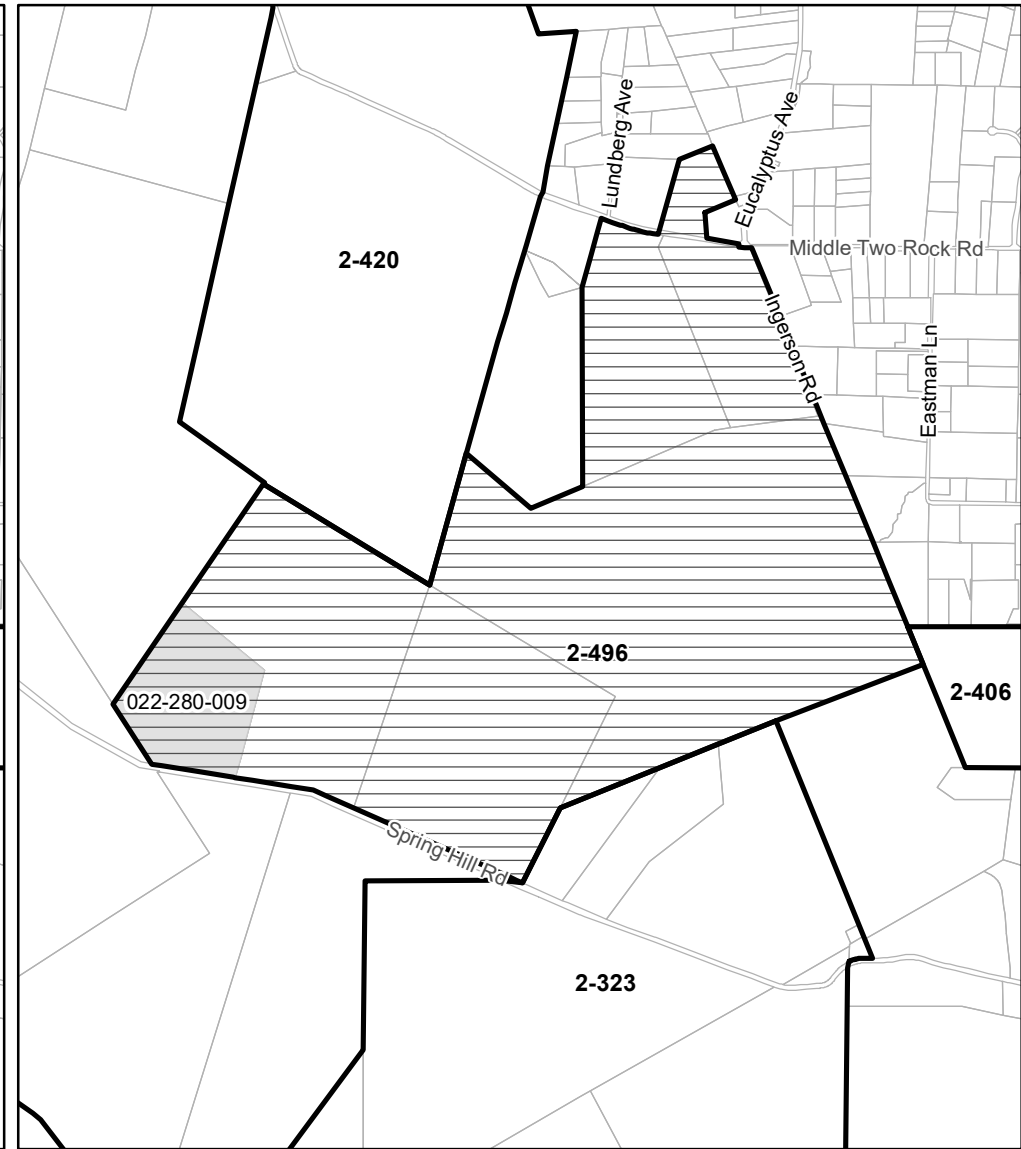 Lundberg Ave
Eucalyptus Ave
Middle Two Rock Rd
2-420
Ingerson Rd
Eastman Ln
2-496
2-406
022-280-009
Spring Hill Rd
2-323